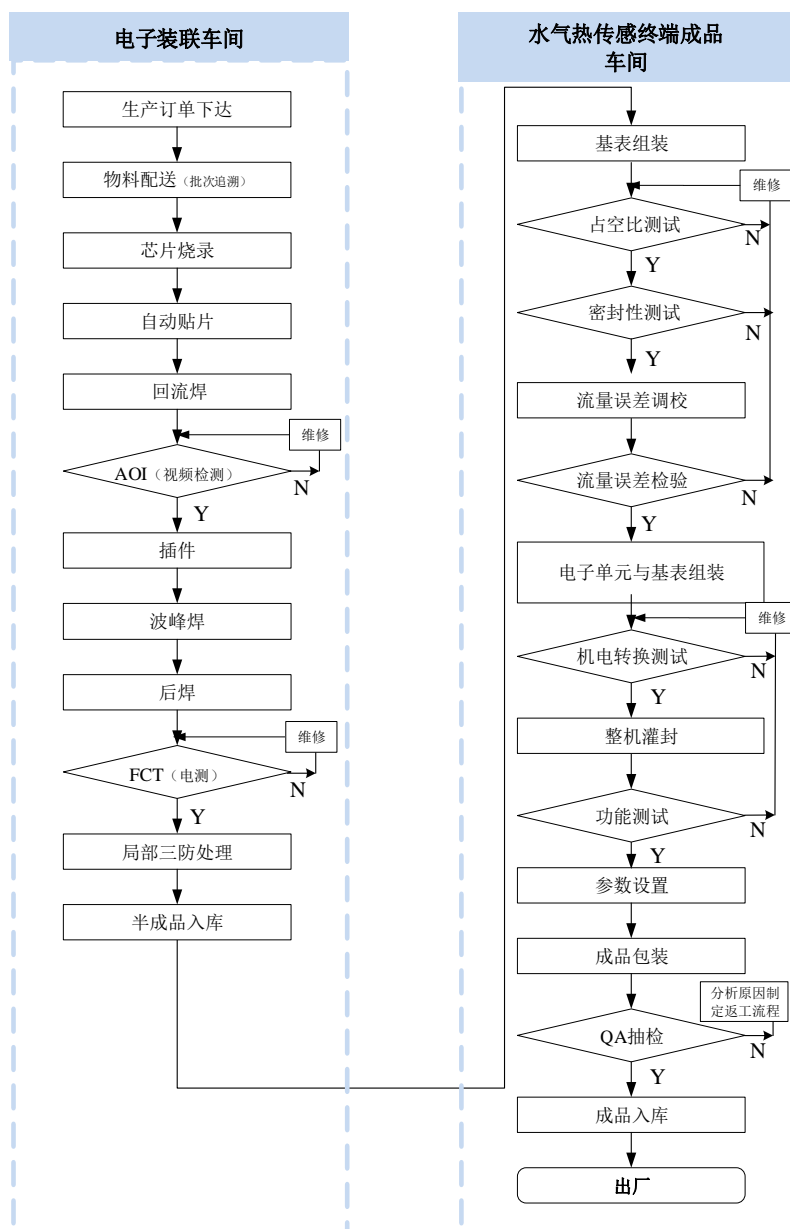 电子装联车间
生产订单下达
物料配送（批次追溯）
芯片烧录
自动贴片
回流焊
维修
AOI（视频检测）
N
Y
插件
波峰焊
后焊
维修
FCT（电测）
N
Y
局部三防处理
半成品入库
水气热传感终端成品
车间
基表组装
维修
占空比测试
N
Y
密封性测试
N
Y
流量误差调校
流量误差检验
N
Y
电子单元与基表组装
维修
机电转换测试
N
Y
整机灌封
功能测试
N
Y
参数设置
成品包装
分析原因制
定返工流程
QA抽检
N
Y
成品入库
出厂